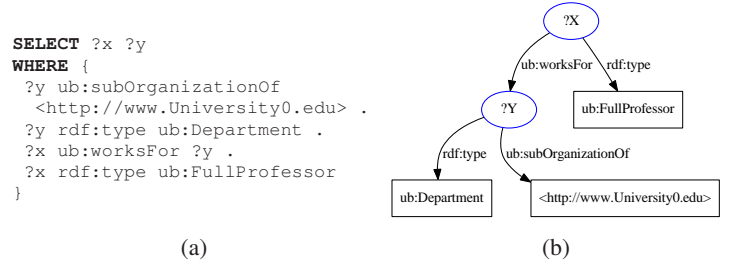 SELECT ?x ?y
WHERE {
?y ub:subOrganizationOf
<http://www.University0.edu> .
?y rdf:type ub:Department .
?x ub:worksFor ?y .
?x rdf:type ub:FullProfessor
}
(a)
?X
ub:worksFor
rdf:type
?Y
ub:FullProfessor
rdf:type
ub:subOrganizationOf
ub:Department
<http://www.University0.edu>
(b)